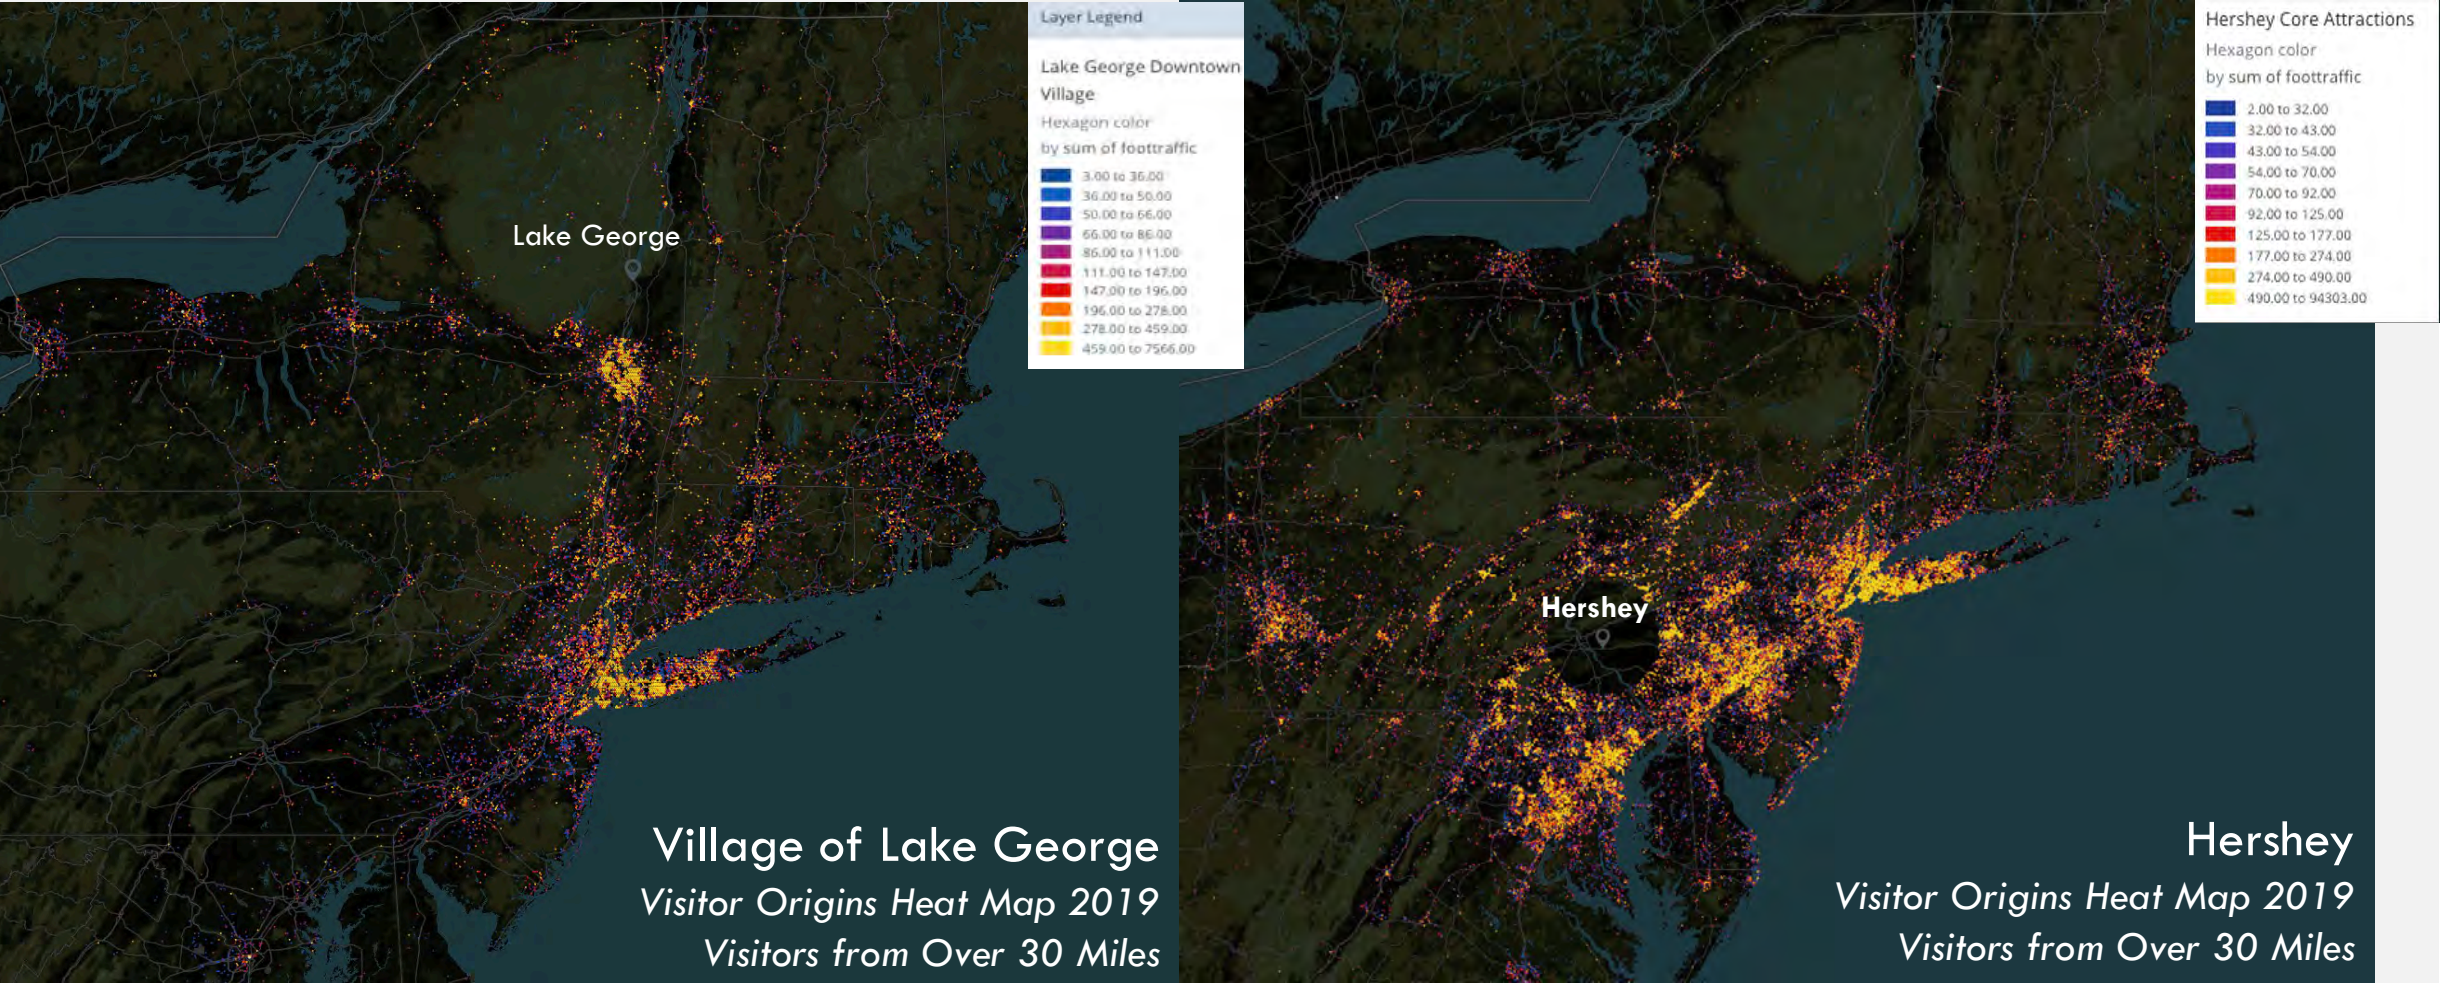 Layer Legend
Lake George Downtown
Village
Hexagon color
by sum of foottraffic
3.00 to 36.00
36.00 to 50.00
50.00 to 66.00
66.00 to 86.00
86.00 to 111.00
111.00 to 147.00
147.00 to 196.00
196.00 to 278.00
278.00 to 459.00
459.00 to 7566.00
Lake George
Village of Lake George
Visitor Origins Heat Map 2019
Visitors from Over 30 Miles
Hershey Core Attractions
Hexagon color
by sum of foottraffic
2.00 to 32.00
32.00 to 43.00
43.00 to 54.00
54.00 to 70.00
70.00 to 92.00
92.00 to 125.00
125.00 to 177.00
177.00 to 274.00
274.00 to 490.00
490.00 to 94303.00
Hershey
Hershey
Visitor Origins Heat Map 2019
Visitors from Over 30 Miles